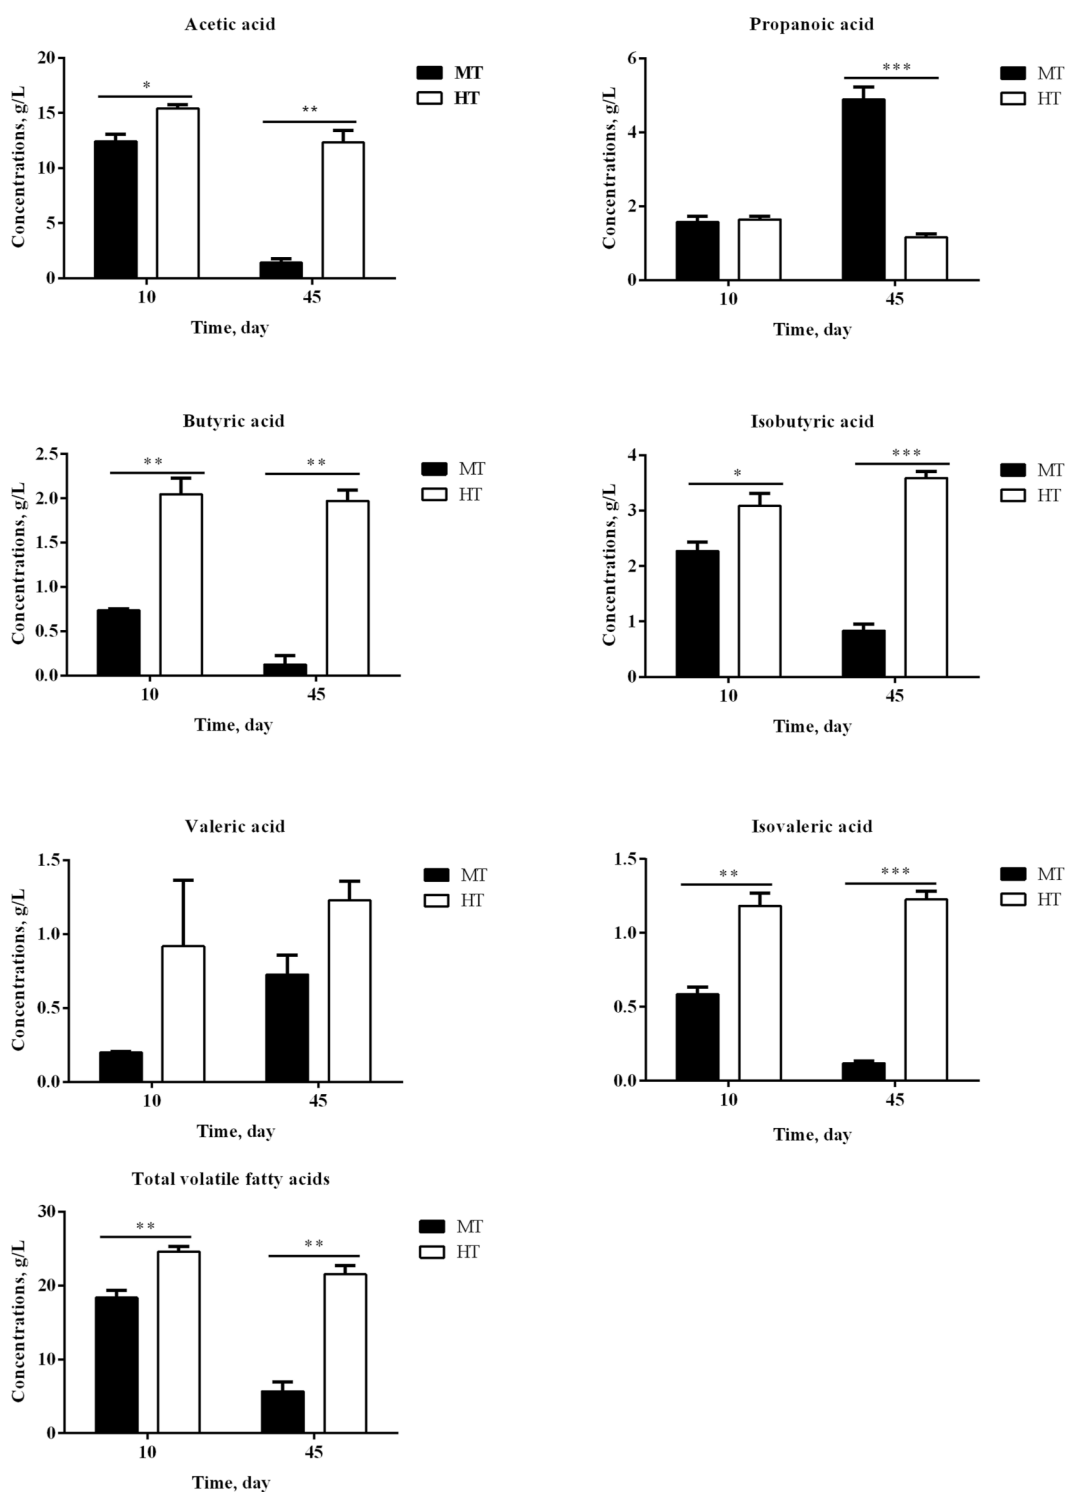 Acetic acid
Concentrations, g/L
20
15
10
5
0
*
**
MT
HT
10
45
Time, day
Propanoic acid
Concentrations, g/L
6
4
2
0
***
MT
HT
10
45
Time, day
Butyric acid
Concentrations, g/L
2.5
2.0
1.5
1.0
0.5
0.0
**
**
MT
HT
10
45
Time, day
Isobutyric acid
Concentrations, g/L
4
3
2
1
0
*
***
MT
HT
10
45
Time, day
Valeric acid
Concentrations, g/L
1.5
1.0
0.5
0.0
MT
HT
10
45
Time, day
Isovaleric acid
Concentrations, g/L
1.5
1.0
0.5
0.0
**
***
MT
HT
10
45
Time, day
Total volatile fatty acids
Concentrations, g/L
30
20
10
0
**
**
MT
HT
10
45
Time, day